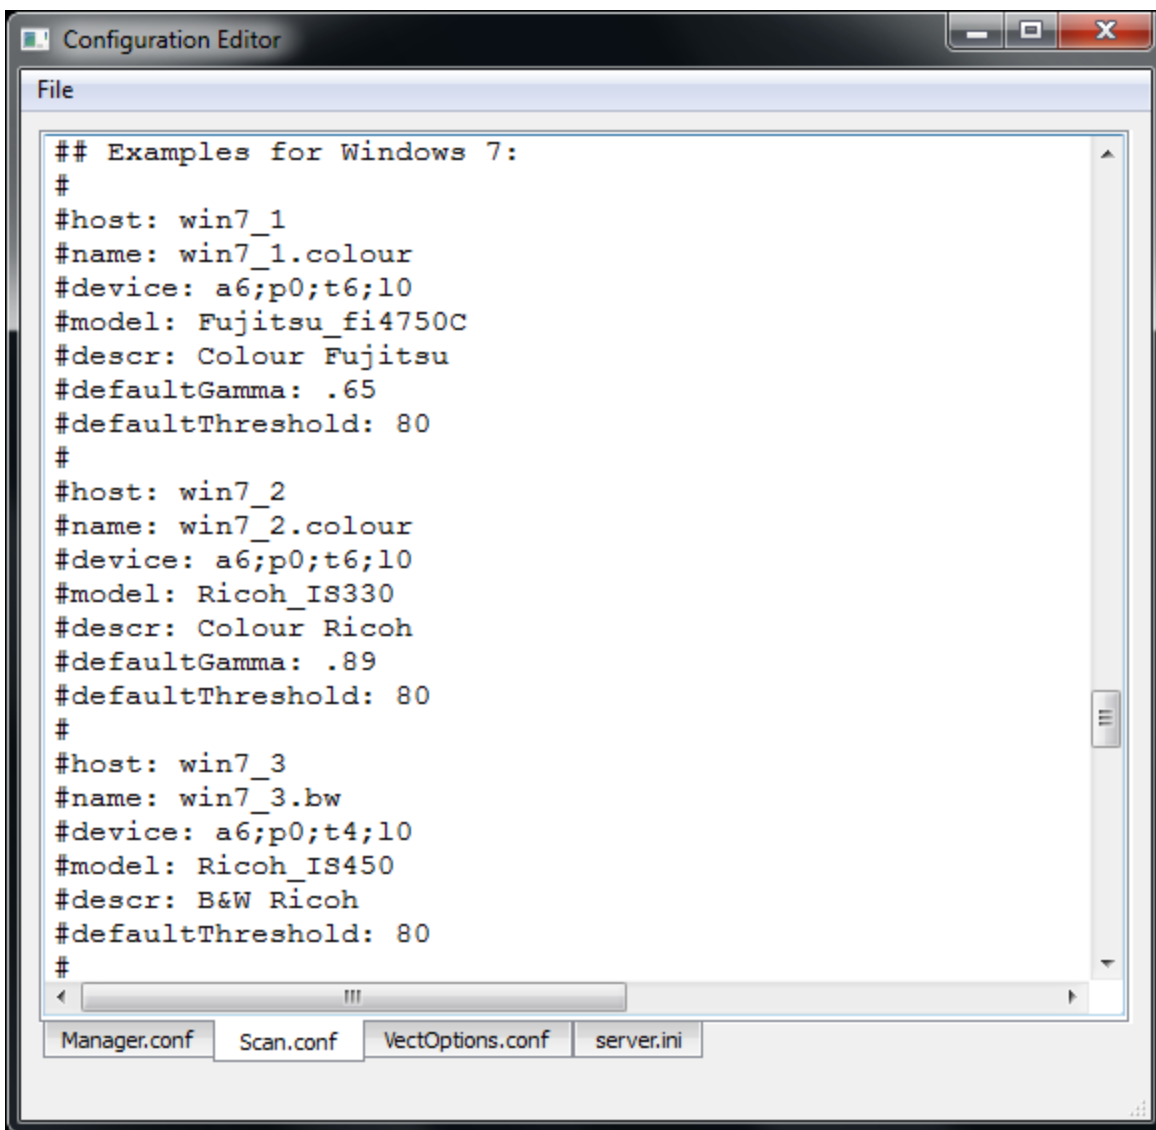 Configuration Editor
File
## Examples for Windows 7:
#
#host: win7_1
#name: win7_1.colour
#device: a6;p0;t6;l0
#model: Fujitsu_fi4750C
#descr: Colour Fujitsu
#defaultGamma: .65
#defaultThreshold: 80
#
#host: win7_2
#name: win7_2.colour
#device: a6;p0;t6;l0
#model: Ricoh_IS330
#descr: Colour Ricoh
#defaultGamma: .89
#defaultThreshold: 80
#
#host: win7_3
#name: win7_3.bw
#device: a6;p0;t4;l0
#model: Ricoh_IS450
#descr: B&W Ricoh
#defaultThreshold: 80
#
Manager.conf Scan.conf VectOptions.conf server.ini